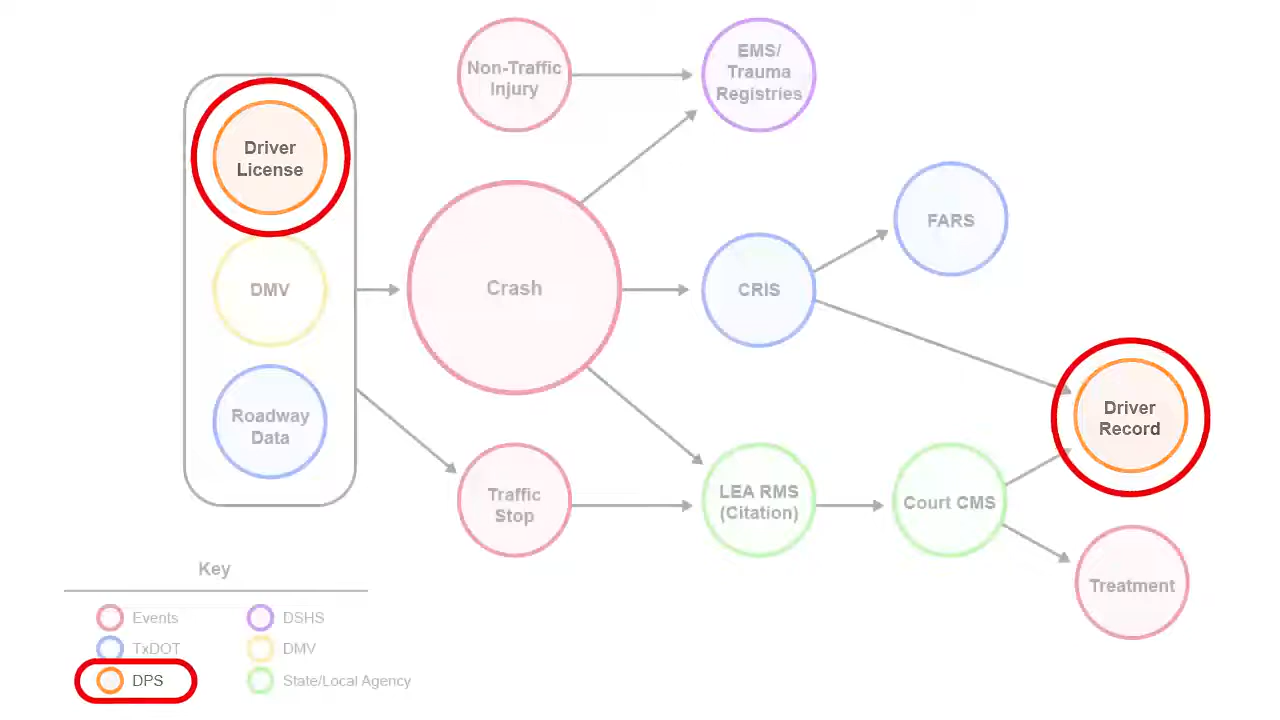 Non-Traffic
Injury
EMS/
Trauma
Registries
Driver
License
DMV
Roadway
Data
Crash
CRIS
FARS
Driver
Record
Traffic
Stop
LEA RMS
(Citation)
Court CMS
Treatment
Key
Events
DSHS
TxDOT
DMV
DPS
State/Local Agency